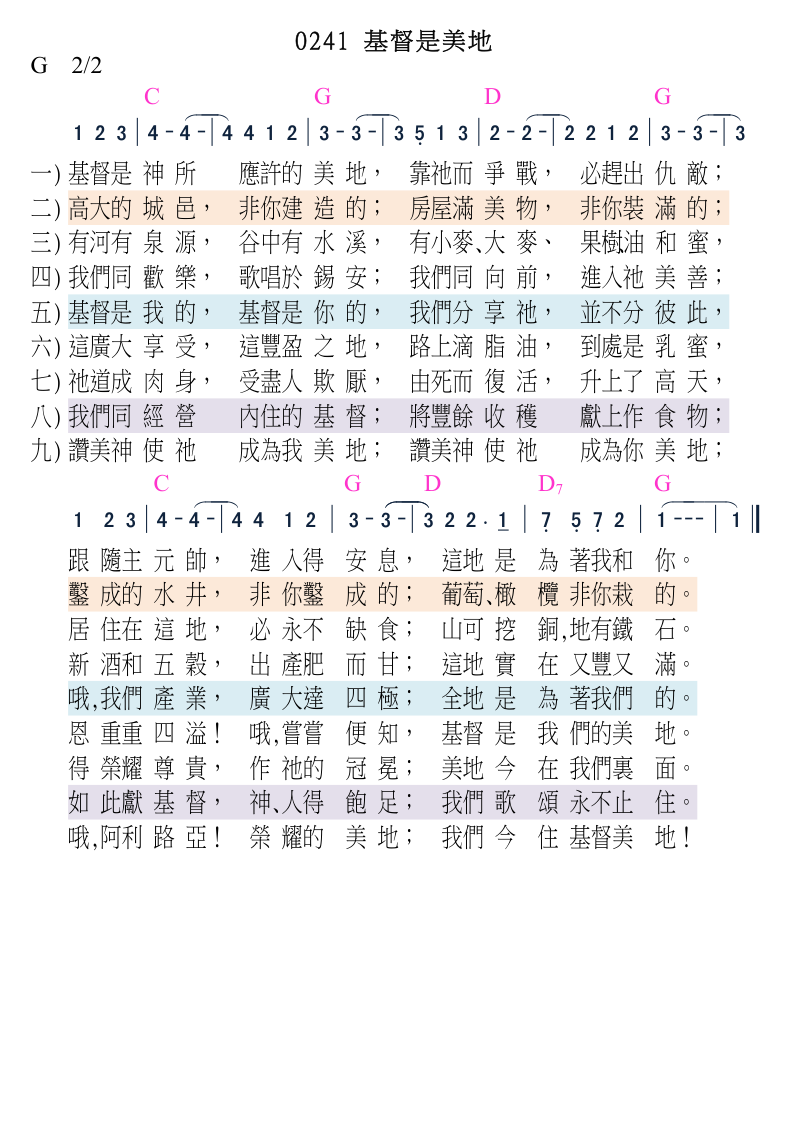 0241 基督是美地
G 2/2
C G D G
1 2 3 | 4 - 4 - | 4 4 1 2 | 3 - 3 - | 3 5 1 3 | 2 - 2 - | 2 2 1 2 | 3 - 3 - | 3
一) 基督是 神 所 應許的 美 地， 靠祂而 爭 戰， 必趕出 仇 敵；
二) 高大的 城 邑， 非你建 造 的； 房屋滿 美 物， 非你裝 滿 的；
三) 有河有 泉 源， 谷中有 水 溪， 有小麥、大 麥、 果樹,油 和 蜜，
四) 我們同 歡 樂， 歌唱於 錫 安； 我們同 向 前， 進入祂 美 善；
五) 基督是 我 的， 基督是 你 的， 我們分 享 祂， 並不分 彼 此，
六) 這廣大 享 受， 這豐盈 之 地， 路上滴 脂 油， 到處是 乳 蜜，
七) 祂道成 肉 身， 受盡人 欺 厭， 由死而 復 活， 升上了 高 天，
八) 我們同 經 營 內住的 基 督； 將豐餘 收 穫 獻上作 食 物；
九) 讚美神 使 祂 成為我 美 地； 讚美神 使 祂 成為你 美 地；
C G D D7 G
1 2 3 | 4 - 4 - | 4 4 1 2 | 3 - 3 - | 3 2 2 . 1 | 7 5 7 2 | 1 - - - | 1 ‖
跟 隨主 元 帥， 進 入得 安 息， 這地 是 為 著我和 你。
鑿 成的 水 井， 非 你鑿 成 的； 葡萄、橄 欖 非你栽 的。
居 住在 這 地， 必 永不 缺 食； 山可 挖 銅,地有鐵 石。
新 酒和 五 穀， 出 產肥 而 甘； 這地 實 在 又豐又 滿。
哦,我們 產 業， 廣 大達 四 極； 全地 是 為 著我們 的。
恩 重重 四 溢！ 哦,嘗嘗 便 知， 基督 是 我 們的美 地。
得 榮耀 尊 貴， 作 祂的 冠 冕； 美地 今 在 我們裏 面。
如 此獻 基 督， 神、人得 飽 足； 我們 歌 頌 永不止 住。
哦,阿利 路 亞！ 榮 耀的 美 地； 我們 今 住 基督美 地！